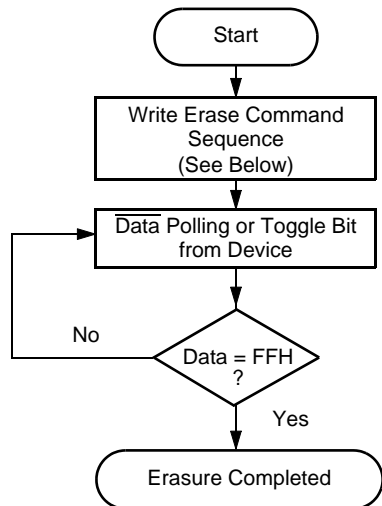 Start
Write Erase Command
Sequence
(See Below)
Data Polling or Toggle Bit
from Device
No
Data = FFH
?
Yes
Erasure Completed